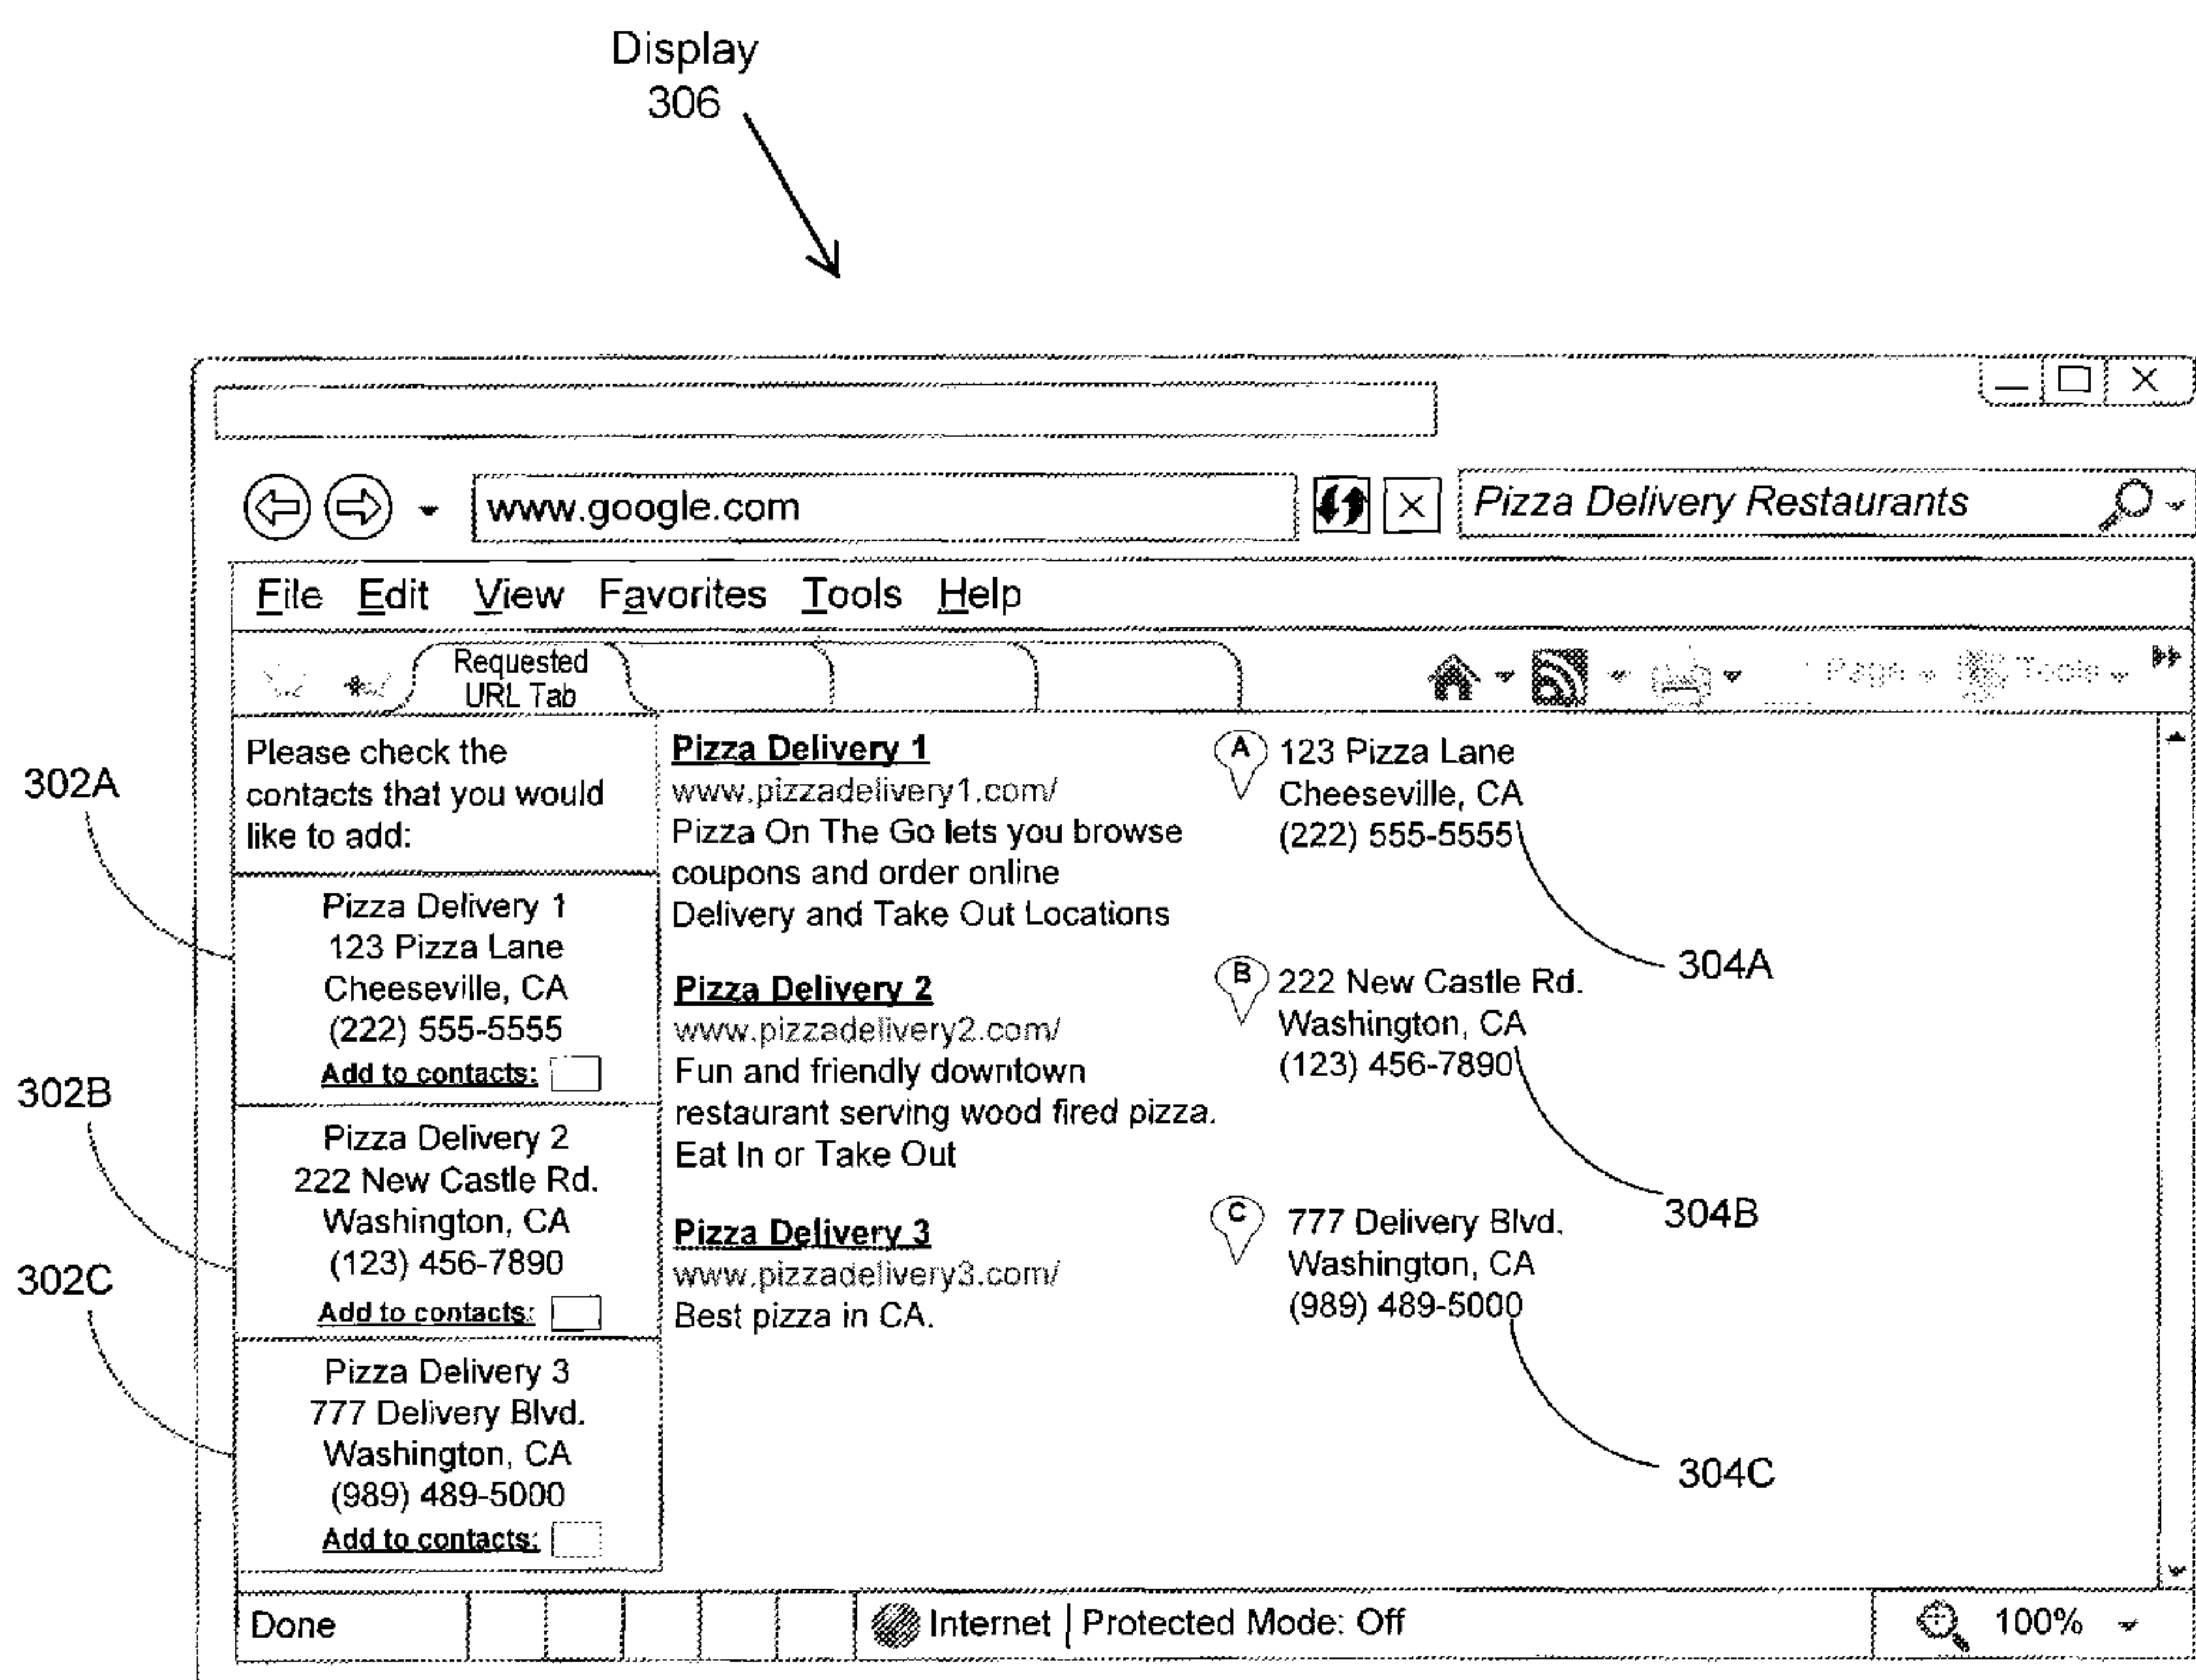 Display
306
www.google.com
Pizza Delivery Restaurants
File Edit View Favorites Tools Help
Requested
URL Tab
Page
Tools
302A
302B
302C
Please check the
contacts that you would
like to add:
Pizza Delivery 1
123 Pizza Lane
Cheeseville, CA
(222) 555-5555
Add to contacts:
Pizza Delivery 2
222 New Castle Rd.
Washington, CA
(123) 456-7890
Add to contacts:
Pizza Delivery 3
777 Delivery Blvd.
Washington, CA
(989) 489-5000
Add to contacts:
Pizza Delivery 1
www.pizzadelivery1.com/
Pizza On The Go lets you browse
coupons and order online
Delivery and Take Out Locations
Pizza Delivery 2
www.pizzadelivery2.com/
Fun and friendly downtown
restaurant serving wood fired pizza.
Eat In or Take Out
Pizza Delivery 3
www.pizzadelivery3.com/
Best pizza in CA.
A 123 Pizza Lane
Cheeseville, CA
(222) 555-5555
304A
B 222 New Castle Rd.
Washington, CA
(123) 456-7890
304B
C 777 Delivery Blvd.
Washington, CA
(989) 489-5000
304C
Done
Internet | Protected Mode: Off
100%